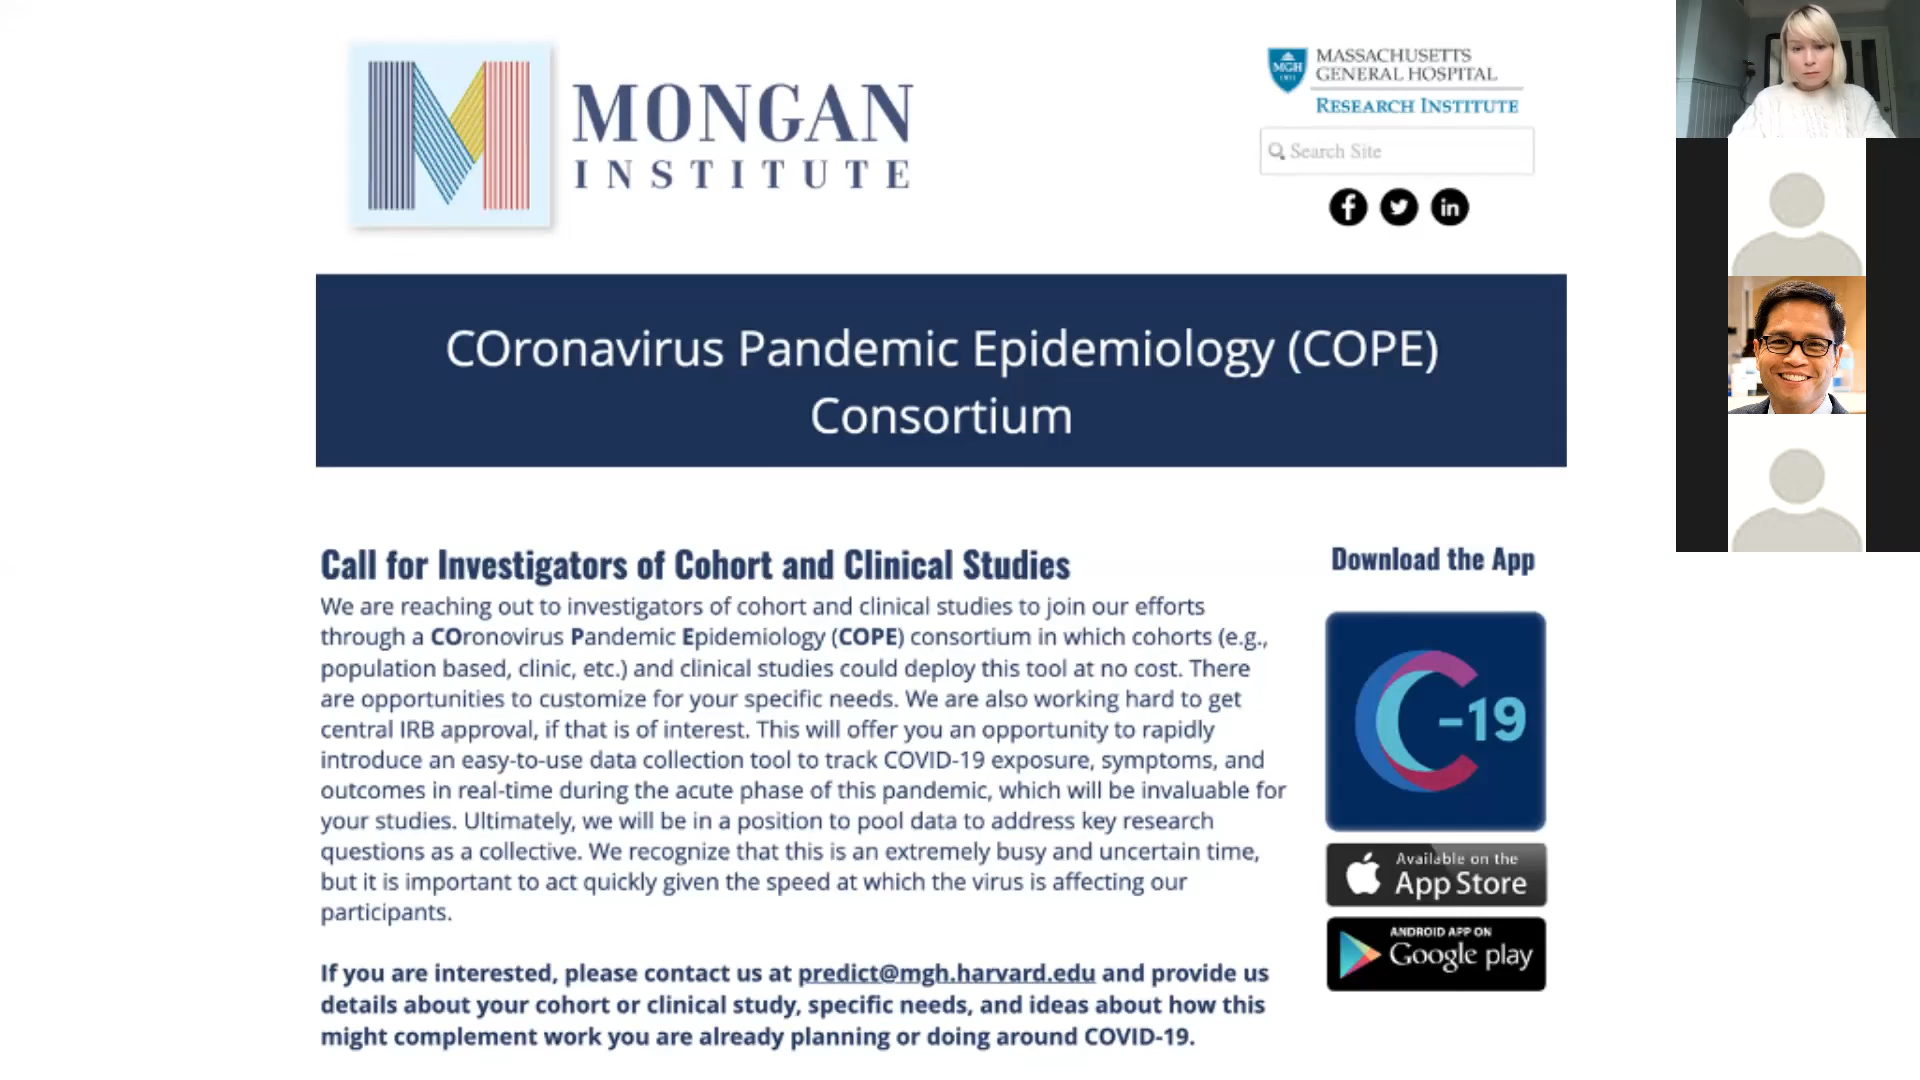 MONGAN
INSTITUTE
MGH
1811
MASSACHUSETTS
GENERAL HOSPITAL
RESEARCH INSTITUTE
Search Site
COronavirus Pandemic Epidemiology (COPE)
Consortium
Call for Investigators of Cohort and Clinical Studies
We are reaching out to investigators of cohort and clinical studies to join our efforts
through a COronovirus Pandemic Epidemiology (COPE) consortium in which cohorts (e.g.,
population based, clinic, etc.) and clinical studies could deploy this tool at no cost. There
are opportunities to customize for your specific needs. We are also working hard to get
central IRB approval, if that is of interest. This will offer you an opportunity to rapidly
introduce an easy-to-use data collection tool to track COVID-19 exposure, symptoms, and
outcomes in real-time during the acute phase of this pandemic, which will be invaluable for
your studies. Ultimately, we will be in a position to pool data to address key research
questions as a collective. We recognize that this is an extremely busy and uncertain time,
but it is important to act quickly given the speed at which the virus is affecting our
participants.
If you are interested, please contact us at predict@mgh.harvard.edu and provide us
details about your cohort or clinical study, specific needs, and ideas about how this
might complement work you are already planning or doing around COVID-19.
Download the App
C-19
Available on the
App Store
ANDROID APP ON
Google play